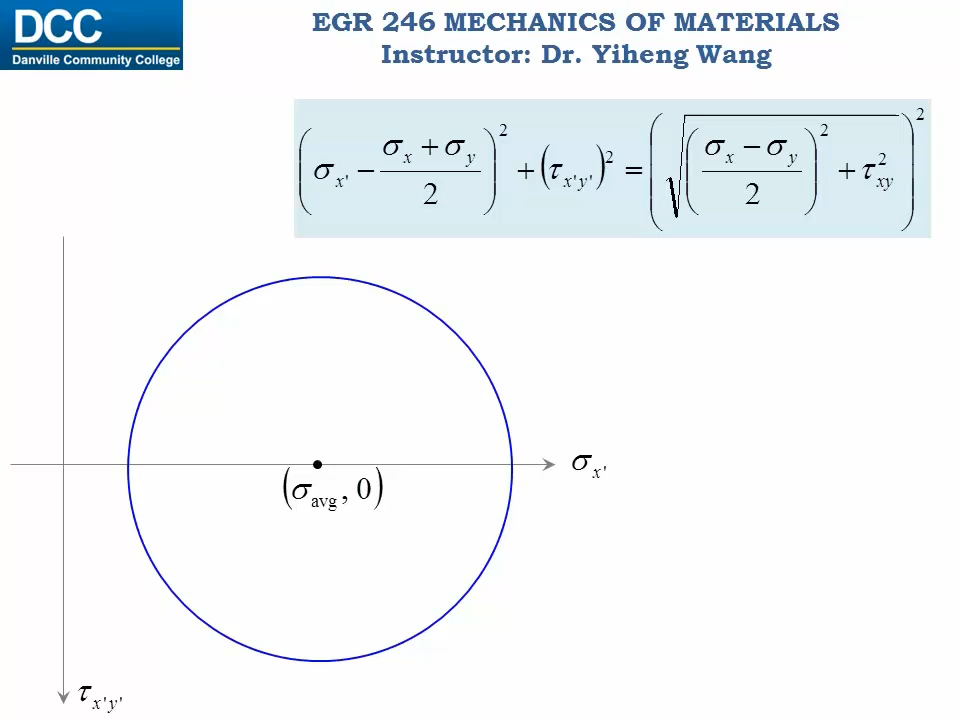 DCC
Danville Community College
EGR 246 MECHANICS OF MATERIALS
Instructor: Dr. Yiheng Wang
(σx' − (σx + σy)/2)² + (τx'y')² = (√(((σx − σy)/2)² + τxy²))²
σx'
(σavg , 0)
τx'y'